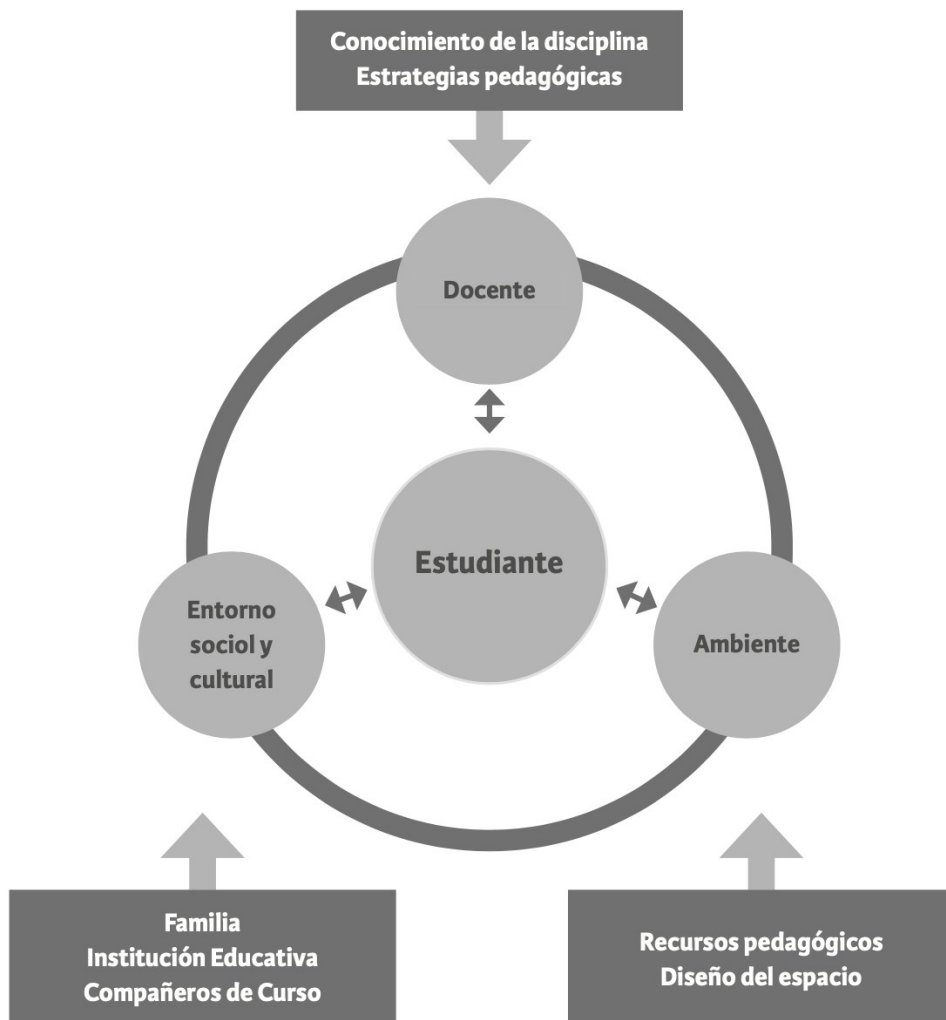 Conocimiento de la disciplina
Estrategias pedagógicas
Docente
Estudiante
Entorno
sociol y
cultural
Ambiente
Familia
Institución Educativa
Compañeros de Curso
Recursos pedagógicos
Diseño del espacio